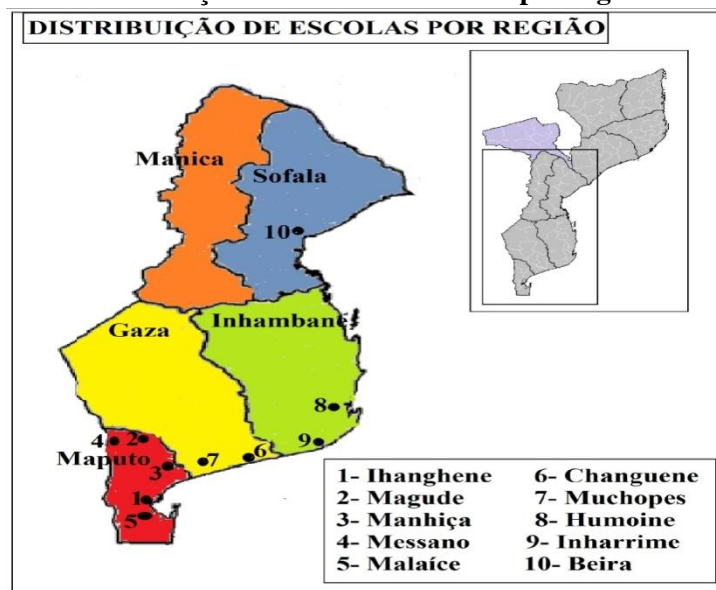 DISTRIBUIÇÃO DE ESCOLAS POR REGIÃO
Manica
Sofala
10
Gaza
Inhambane
8
4 2
9
Maputo
7
6
3
1
5
1- Ihanghene
2- Magude
3- Manhiça
4- Messano
5- Malaíce
6- Changuene
7- Muchopes
8- Humoine
9- Inharrime
10- Beira